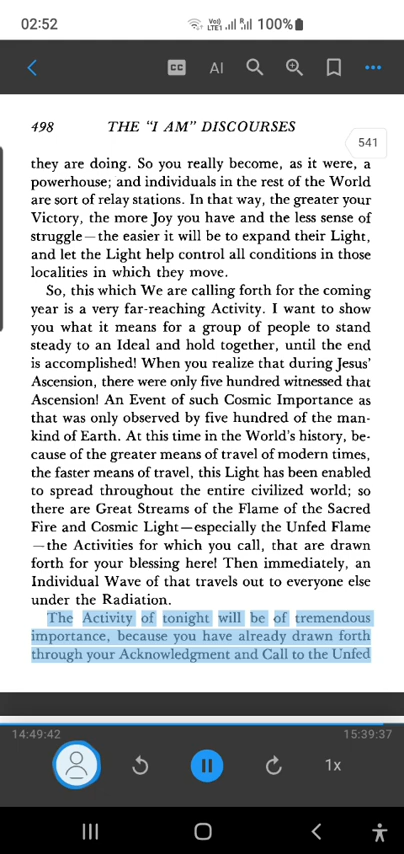 02:52
Vo)) LTE1 R 100%
CC AI
498 THE "I AM" DISCOURSES
541
they are doing. So you really become, as it were, a
powerhouse; and individuals in the rest of the World
are sort of relay stations. In that way, the greater your
Victory, the more Joy you have and the less sense of
struggle—the easier it will be to expand their Light,
and let the Light help control all conditions in those
localities in which they move.
So, this which We are calling forth for the coming
year is a very far-reaching Activity. I want to show
you what it means for a group of people to stand
steady to an Ideal and hold together, until the end
is accomplished! When you realize that during Jesus'
Ascension, there were only five hundred witnessed that
Ascension! An Event of such Cosmic Importance as
that was only observed by five hundred of the man-
kind of Earth. At this time in the World's history, be-
cause of the greater means of travel of modern times,
the faster means of travel, this Light has been enabled
to spread throughout the entire civilized world; so
there are Great Streams of the Flame of the Sacred
Fire and Cosmic Light—especially the Unfed Flame
—the Activities for which you call, that are drawn
forth for your blessing here! Then immediately, an
Individual Wave of that travels out to everyone else
under the Radiation.
The Activity of tonight will be of tremendous
importance, because you have already drawn forth
through your Acknowledgment and Call to the Unfed
14:49:42 15:39:37
1x